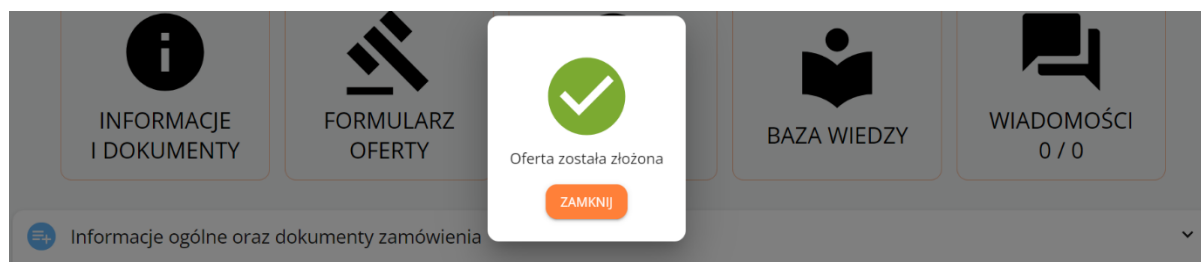 INFORMACJE
I DOKUMENTY
FORMULARZ
OFERTY
Oferta została złożona
ZAMKNIJ
BAZA WIEDZY
WIADOMOŚCI
0 / 0
Informacje ogólne oraz dokumenty zamówienia